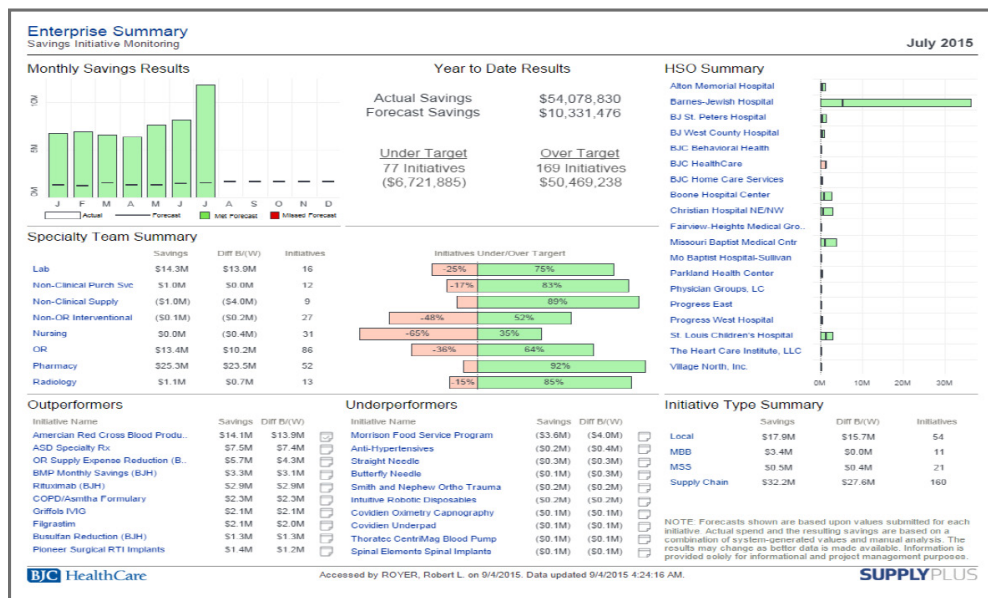 Enterprise Summary
Savings Initiative Monitoring
July 2015
Monthly Savings Results
10M
5M
0M
J F M A M J J A S O N D
Actual Forecast Met Forecast Missed Forecast
Year to Date Results
Actual Savings $54,078,830
Forecast Savings $10,331,476
Under Target Over Target
77 Initiatives 169 Initiatives
($6,721,885) $50,469,238
HSO Summary
Alton Memorial Hospital
Barnes-Jewish Hospital
BJ St. Peters Hospital
BJ West County Hospital
BJC Behavioral Health
BJC HealthCare
BJC Home Care Services
Boone Hospital Center
Christian Hospital NE/NW
Fairview-Heights Medical Gro..
Missouri Baptist Medical Cntr
Mo Baptist Hospital-Sullivan
Parkland Health Center
Physician Groups, LC
Progress East
Progress West Hospital
St. Louis Children's Hospital
The Heart Care Institute, LLC
Village North, Inc.
0M 10M 20M 30M
Specialty Team Summary
Savings Diff B/(W) Initiatives Initiatives Under/Over Targert
Lab $14.3M $13.9M 16 -25% 75%
Non-Clinical Purch Svc $1.0M $0.0M 12 -17% 83%
Non-Clinical Supply ($1.0M) ($4.0M) 9 89%
Non-OR Interventional ($0.1M) ($0.2M) 27 -48% 52%
Nursing $0.0M ($0.4M) 31 -65% 35%
OR $13.4M $10.2M 86 -36% 64%
Pharmacy $25.3M $23.5M 52 92%
Radiology $1.1M $0.7M 13 -15% 85%
Outperformers
Initiative Name Savings Diff B/(W)
Amercian Red Cross Blood Produ.. $14.1M $13.9M
ASD Specialty Rx $7.5M $7.4M
OR Supply Expense Reduction (B.. $5.7M $4.3M
BMP Monthly Savings (BJH) $3.3M $3.1M
Rituximab (BJH) $2.9M $2.9M
COPD/Asmtha Formulary $2.3M $2.3M
Grifols IVIG $2.1M $2.1M
Filgrastim $2.1M $2.0M
Busulfan Reduction (BJH) $1.3M $1.3M
Pioneer Surgical RTI Implants $1.4M $1.2M
Underperformers
Initiative Name Savings Diff B/(W)
Morrison Food Service Program ($3.6M) ($4.0M)
Anti-Hypertensives ($0.2M) ($0.4M)
Straight Needle ($0.3M) ($0.3M)
Butterfly Needle ($0.1M) ($0.3M)
Smith and Nephew Ortho Trauma ($0.2M) ($0.2M)
Intuitive Robotic Disposables ($0.2M) ($0.2M)
Covidien Oximetry Capnography ($0.1M) ($0.1M)
Covidien Underpad ($0.1M) ($0.1M)
Thoratec CentriMag Blood Pump ($0.1M) ($0.1M)
Spinal Elements Spinal Implants ($0.1M) ($0.1M)
Initiative Type Summary
Savings Diff B/(W) Initiatives
Local $17.9M $15.7M 54
MBB $3.4M $0.0M 11
MSS $0.5M $0.4M 21
Supply Chain $32.2M $27.6M 160
NOTE: Forecasts shown are based upon values submitted for each
initiative. Actual spend and the resulting savings are based on a
combination of system-generated values and manual analysis. The
results may change as better data is made available. Information is
provided solely for informational and project management purposes.
BJC HealthCare
Accessed by ROYER, Robert L. on 9/4/2015. Data updated 9/4/2015 4:24:16 AM.
SUPPLYPLUS